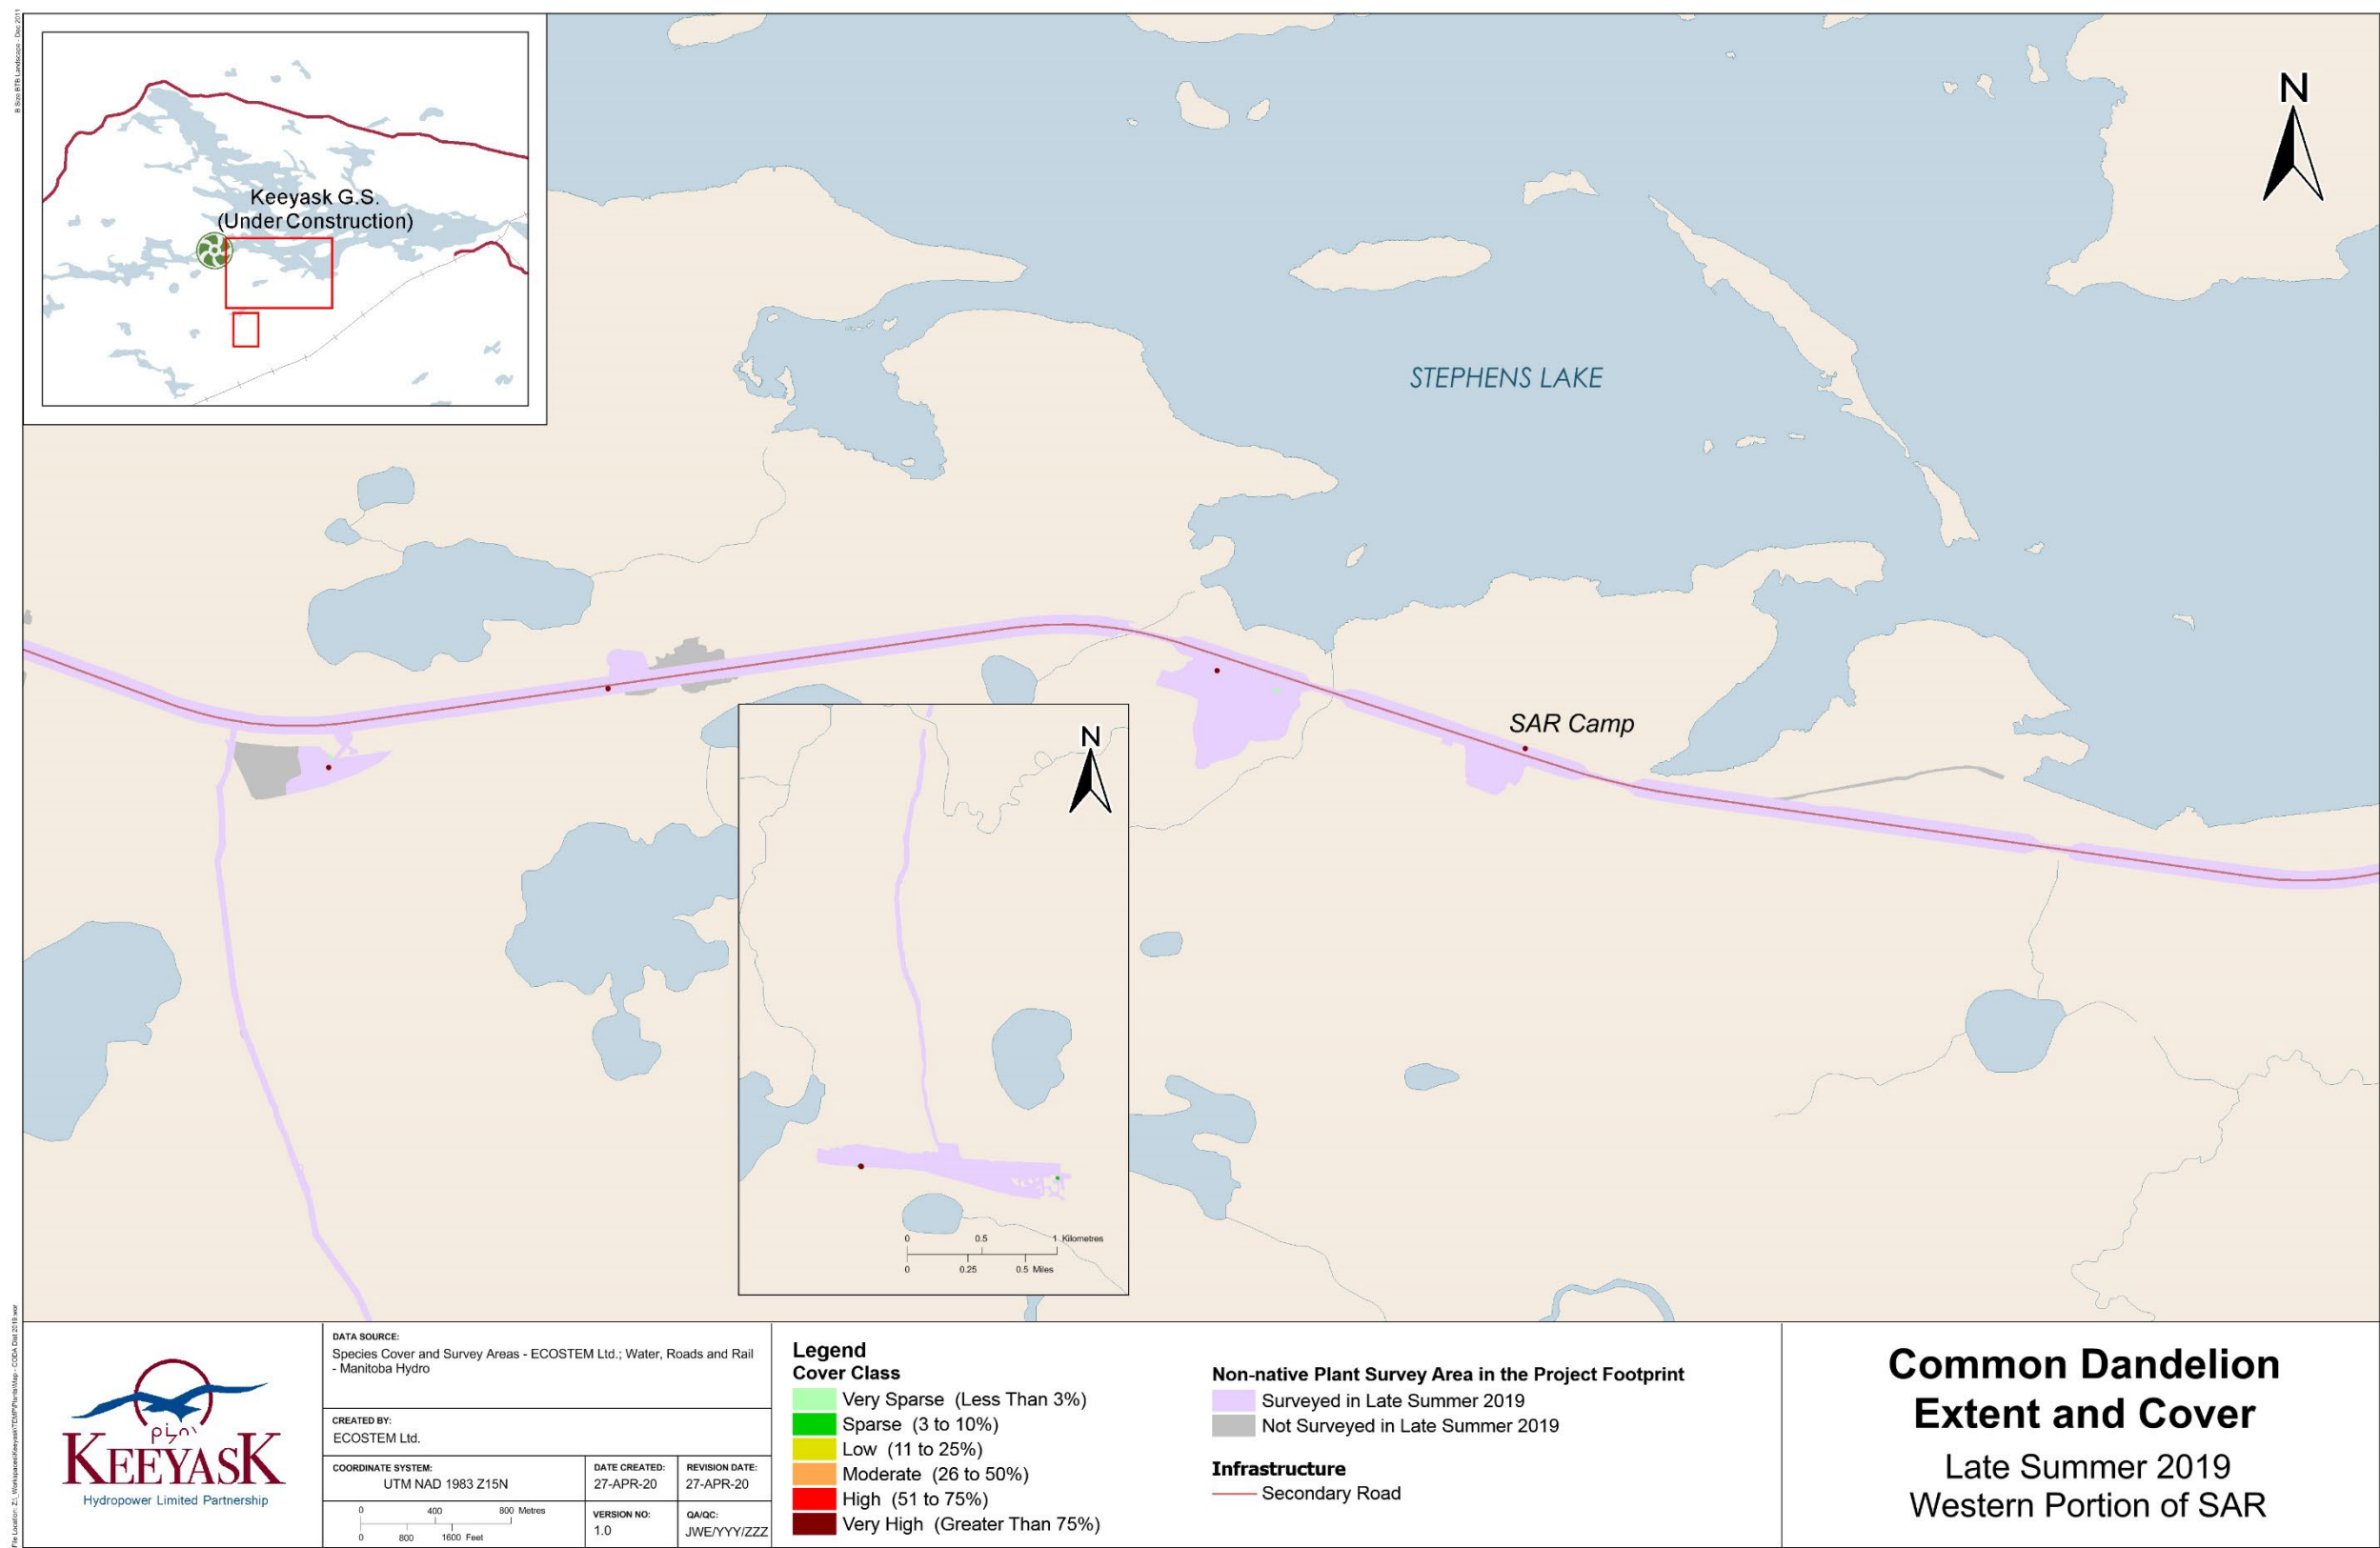 B Size BTB Landscape - Dec 2011
Keeyask G.S.
(Under Construction)
N
STEPHENS LAKE
SAR Camp
N
0 0.5 1 Kilometres
0 0.25 0.5 Miles
ᑭᔭᐢ
KEEYASK
Hydropower Limited Partnership
DATA SOURCE:
Species Cover and Survey Areas - ECOSTEM Ltd.; Water, Roads and Rail
- Manitoba Hydro
CREATED BY:
ECOSTEM Ltd.
COORDINATE SYSTEM:
UTM NAD 1983 Z15N
DATE CREATED:
27-APR-20
REVISION DATE:
27-APR-20
0 400 800 Metres
0 800 1600 Feet
VERSION NO:
1.0
QA/QC:
JWE/YYY/ZZZ
Legend
Cover Class
Very Sparse (Less Than 3%)
Sparse (3 to 10%)
Low (11 to 25%)
Moderate (26 to 50%)
High (51 to 75%)
Very High (Greater Than 75%)
Non-native Plant Survey Area in the Project Footprint
Surveyed in Late Summer 2019
Not Surveyed in Late Summer 2019
Infrastructure
Secondary Road
Common Dandelion
Extent and Cover
Late Summer 2019
Western Portion of SAR